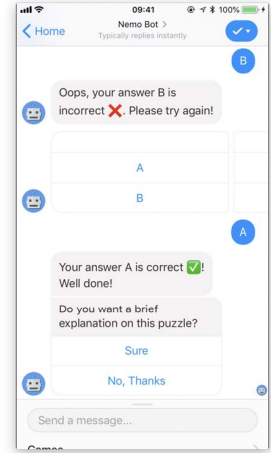 09:41
100%
Home
Nemo Bot >
Typically replies instantly
B
Oops, your answer B is
incorrect ❌. Please try again!
A
B
A
Your answer A is correct ✅!
Well done!
Do you want a brief
explanation on this puzzle?
Sure
No, Thanks
Send a message...
Games